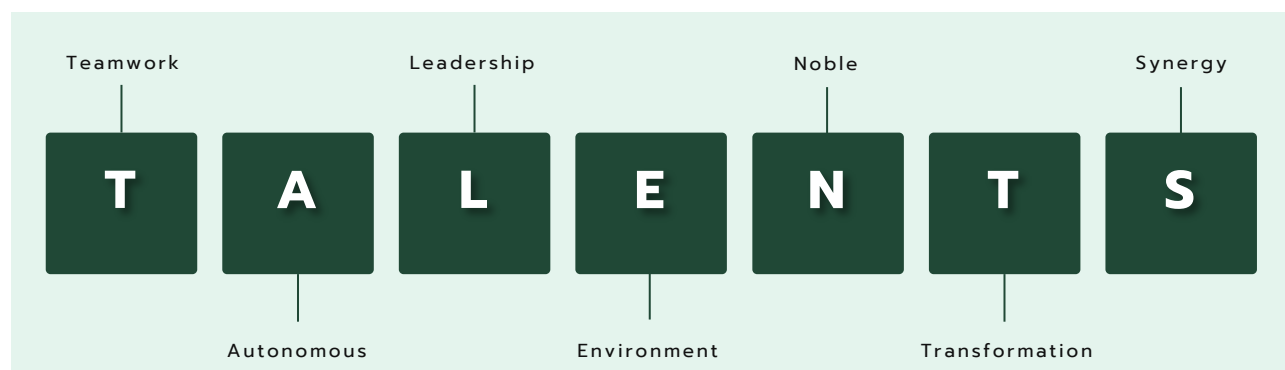 Teamwork Leadership Noble Synergy
T A L E N T S
Autonomous Environment Transformation